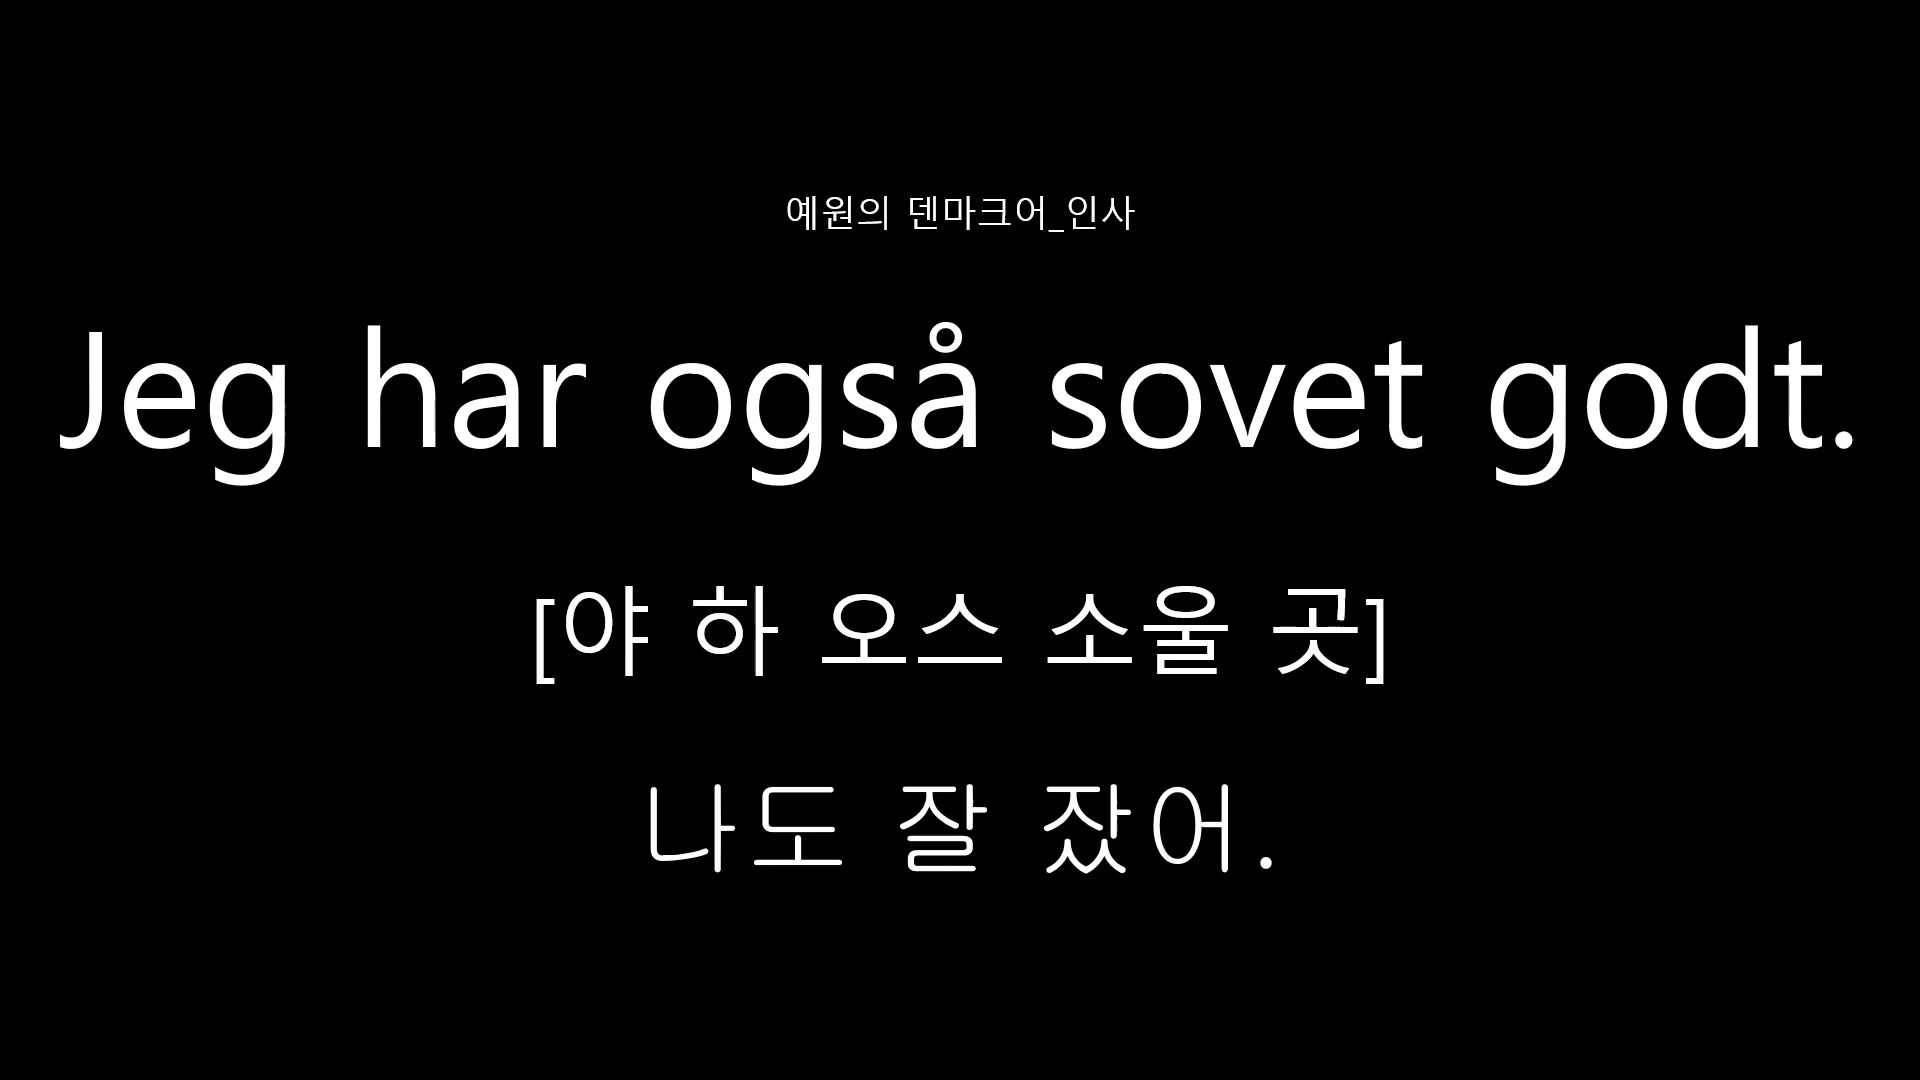 예원의 덴마크어_인사
Jeg har også sovet godt.
[야 하 오스 소울 곳]
나도 잘 잤어.